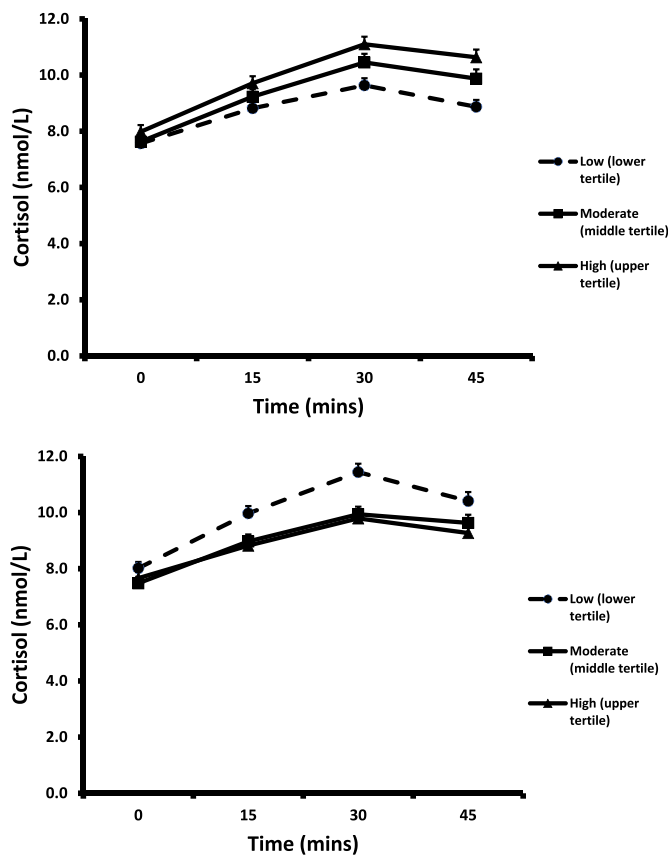 12.0
10.0
8.0
6.0
4.0
2.0
0.0
Cortisol (nmol/L)
0 15 30 45
Time (mins)
Low (lower
tertile)
Moderate
(middle tertile)
High (upper
tertile)
12.0
10.0
8.0
6.0
4.0
2.0
0.0
Cortisol (nmol/L)
0 15 30 45
Time (mins)
Low (lower
tertile)
Moderate
(middle tertile)
High (upper
tertile)